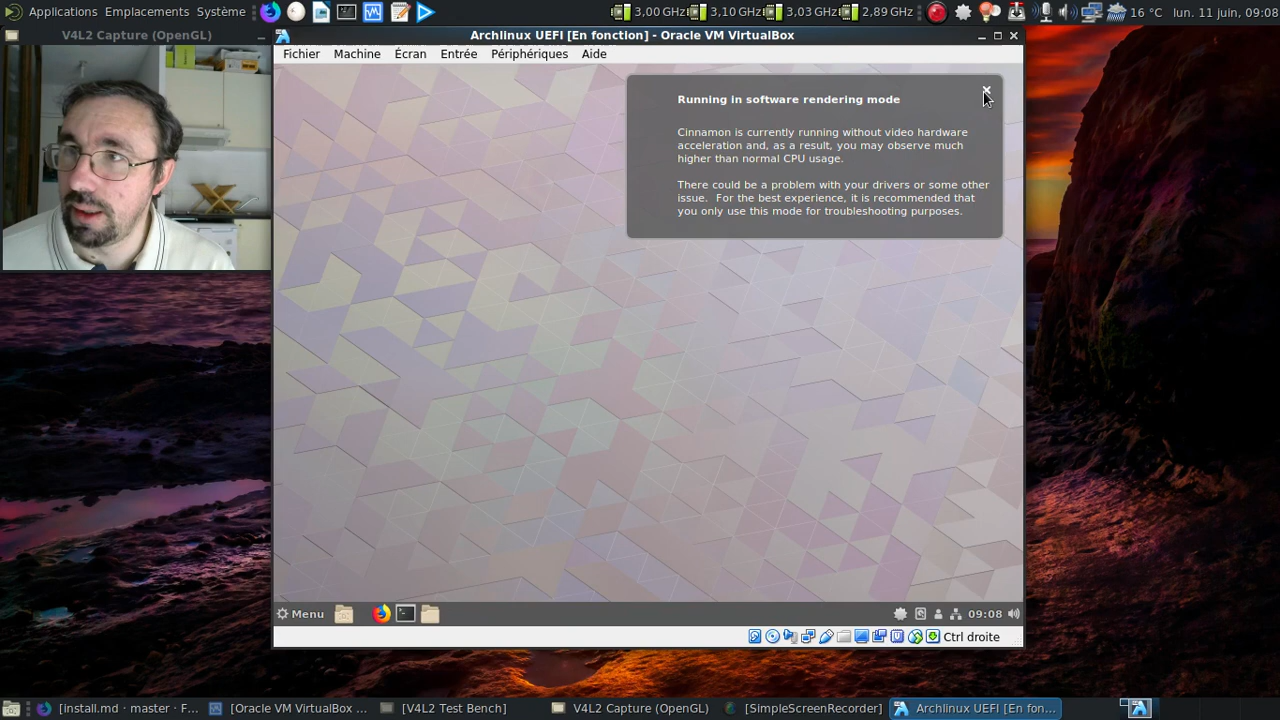 Applications Emplacements Système 3,00 GHz 3,10 GHz 3,03 GHz 2,89 GHz 16 °C lun. 11 juin, 09:08
V4L2 Capture (OpenGL)
Archlinux UEFI [En fonction] - Oracle VM VirtualBox
Fichier Machine Écran Entrée Périphériques Aide
Running in software rendering mode
Cinnamon is currently running without video hardware
acceleration and, as a result, you may observe much
higher than normal CPU usage.
There could be a problem with your drivers or some other
issue. For the best experience, it is recommended that
you only use this mode for troubleshooting purposes.
Menu 09:08
Ctrl droite
[install.md · master · F... [Oracle VM VirtualBox ... [V4L2 Test Bench] V4L2 Capture (OpenGL) [SimpleScreenRecorder] Archlinux UEFI [En fon...